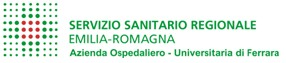 SERVIZIO SANITARIO REGIONALE
EMILIA-ROMAGNA
Azienda Ospedaliero - Universitaria di Ferrara